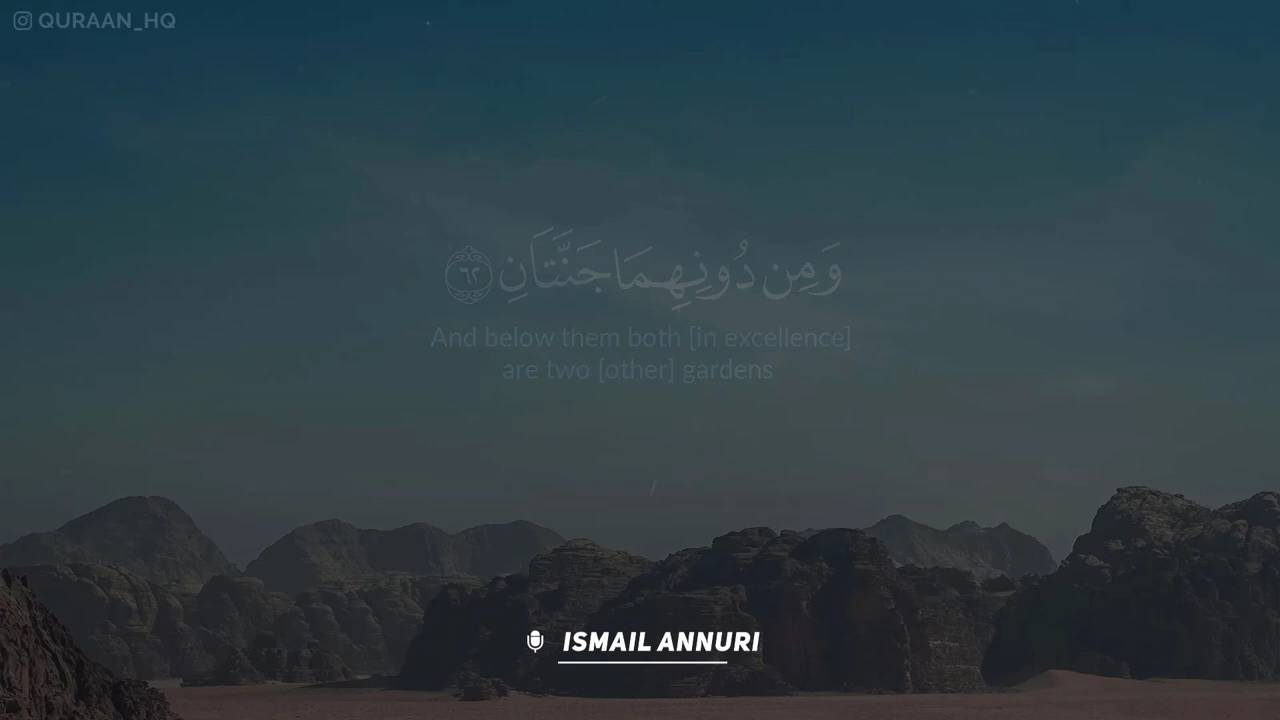 QURAAN_HQ
وَمِن دُونِهِمَا جَنَّتَانِ ٦٢
And below them both [in excellence]
are two [other] gardens
ISMAIL ANNURI